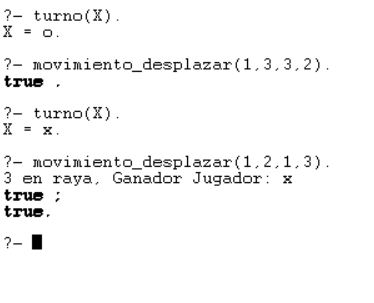 ?- turno(X).
X = o.
?- movimiento_desplazar(1,3,3,2).
true .
?- turno(X).
X = x.
?- movimiento_desplazar(1,2,1,3).
3 en raya, Ganador Jugador: x
true ;
true.
?-